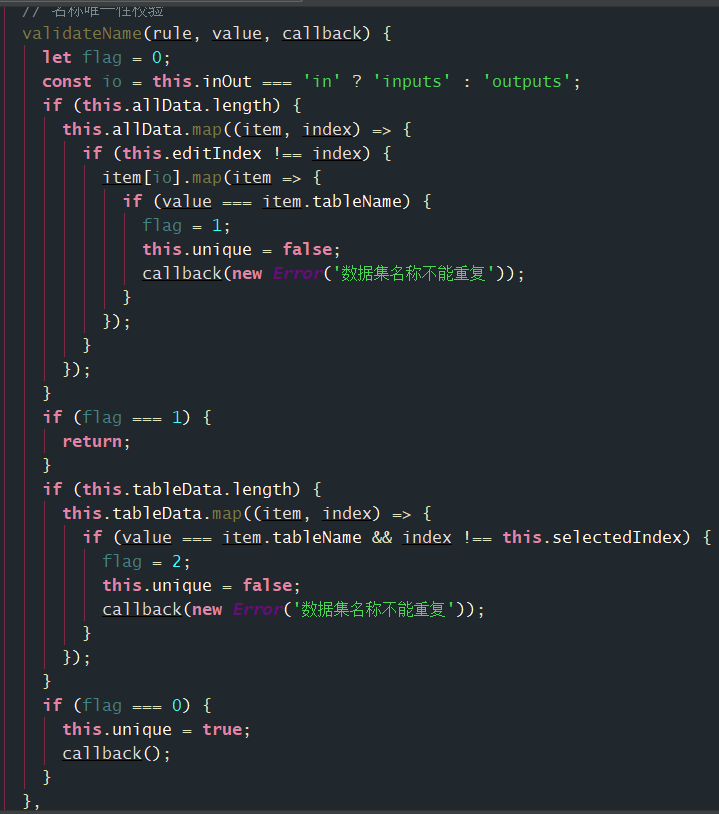 // 名称唯一性校验
validateName(rule, value, callback) {
let flag = 0;
const io = this.inOut === 'in' ? 'inputs' : 'outputs';
if (this.allData.length) {
this.allData.map((item, index) => {
if (this.editIndex !== index) {
item[io].map(item => {
if (value === item.tableName) {
flag = 1;
this.unique = false;
callback(new Error('数据集名称不能重复'));
}
});
}
});
}
if (flag === 1) {
return;
}
if (this.tableData.length) {
this.tableData.map((item, index) => {
if (value === item.tableName && index !== this.selectedIndex) {
flag = 2;
this.unique = false;
callback(new Error('数据集名称不能重复'));
}
});
}
if (flag === 0) {
this.unique = true;
callback();
}
},